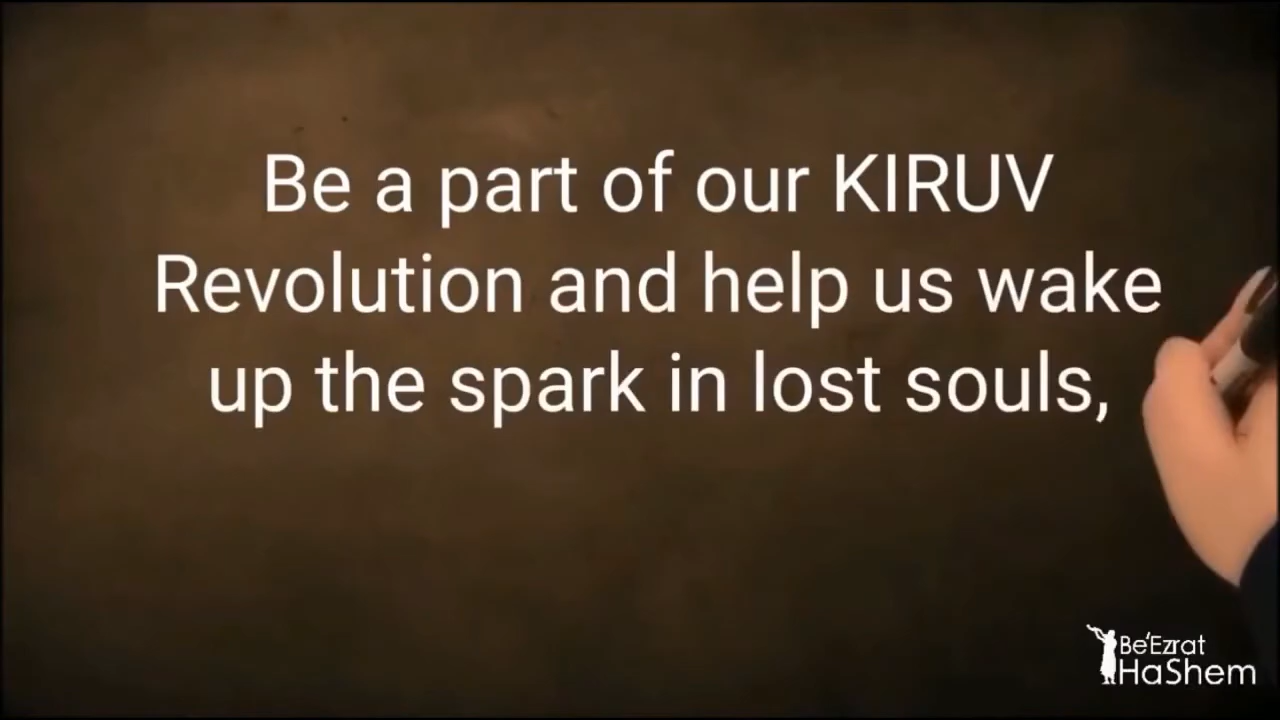 Be a part of our KIRUV
Revolution and help us wake
up the spark in lost souls,
Be'Ezrat
HaShem